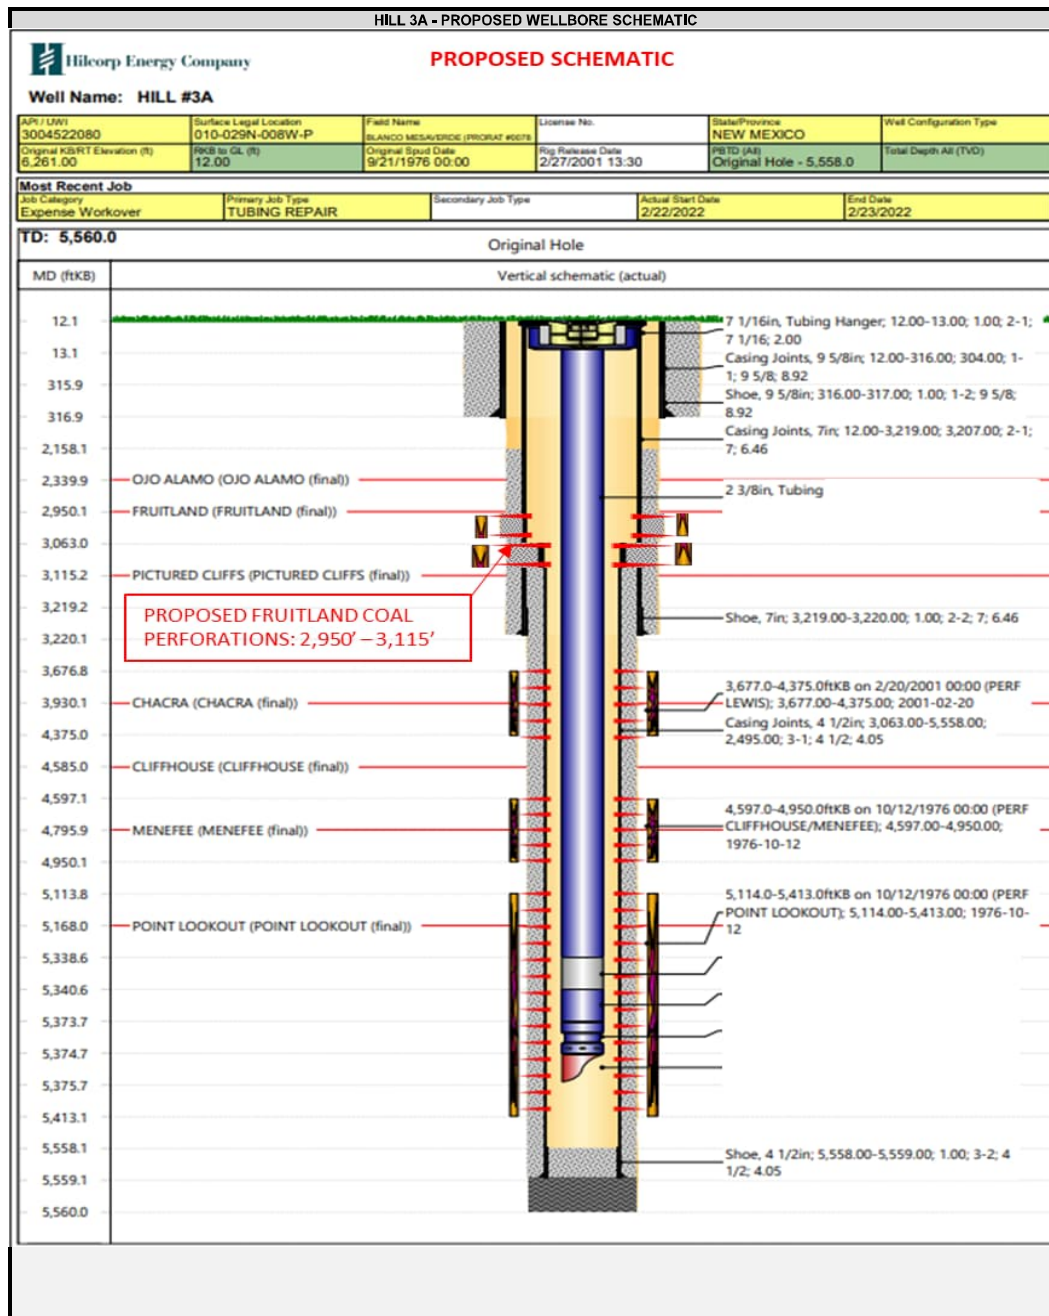 HILL 3A - PROPOSED WELLBORE SCHEMATIC
Hilcorp Energy Company
PROPOSED SCHEMATIC
Well Name: HILL #3A
API / UWI
3004522080
Surface Legal Location
010-029N-008W-P
Field Name
BLANCO MESAVERDE (PRORAT #0078
License No.
State/Province
NEW MEXICO
Well Configuration Type
Original KB/RT Elevation (ft)
6,261.00
RKB to GL (ft)
12.00
Original Spud Date
9/21/1976 00:00
Rig Release Date
2/27/2001 13:30
PBTD (All)
Original Hole - 5,558.0
Total Depth All (TVD)
Most Recent Job
Job Category
Expense Workover
Primary Job Type
TUBING REPAIR
Secondary Job Type
Actual Start Date
2/22/2022
End Date
2/23/2022
TD: 5,560.0
Original Hole
MD (ftKB)
Vertical schematic (actual)
12.1
7 1/16in, Tubing Hanger; 12.00-13.00; 1.00; 2-1;
7 1/16; 2.00
13.1
Casing Joints, 9 5/8in; 12.00-316.00; 304.00; 1-
1; 9 5/8; 8.92
315.9
Shoe, 9 5/8in; 316.00-317.00; 1.00; 1-2; 9 5/8;
8.92
316.9
Casing Joints, 7in; 12.00-3,219.00; 3,207.00; 2-1;
7; 6.46
2,158.1
2,339.9
OJO ALAMO (OJO ALAMO (final))
2 3/8in, Tubing
2,950.1
FRUITLAND (FRUITLAND (final))
3,063.0
3,115.2
PICTURED CLIFFS (PICTURED CLIFFS (final))
PROPOSED FRUITLAND COAL
PERFORATIONS: 2,950' – 3,115'
3,219.2
Shoe, 7in; 3,219.00-3,220.00; 1.00; 2-2; 7; 6.46
3,220.1
3,676.8
3,677.0-4,375.0ftKB on 2/20/2001 00:00 (PERF
LEWIS); 3,677.00-4,375.00; 2001-02-20
3,930.1
CHACRA (CHACRA (final))
Casing Joints, 4 1/2in; 3,063.00-5,558.00;
2,495.00; 3-1; 4 1/2; 4.05
4,375.0
4,585.0
CLIFFHOUSE (CLIFFHOUSE (final))
4,597.1
4,597.0-4,950.0ftKB on 10/12/1976 00:00 (PERF
CLIFFHOUSE/MENEFEE); 4,597.00-4,950.00;
1976-10-12
4,795.9
MENEFEE (MENEFEE (final))
4,950.1
5,113.8
5,114.0-5,413.0ftKB on 10/12/1976 00:00 (PERF
POINT LOOKOUT); 5,114.00-5,413.00; 1976-10-
12
5,168.0
POINT LOOKOUT (POINT LOOKOUT (final))
5,338.6
5,340.6
5,373.7
5,374.7
5,375.7
5,413.1
5,558.1
Shoe, 4 1/2in; 5,558.00-5,559.00; 1.00; 3-2; 4
1/2; 4.05
5,559.1
5,560.0